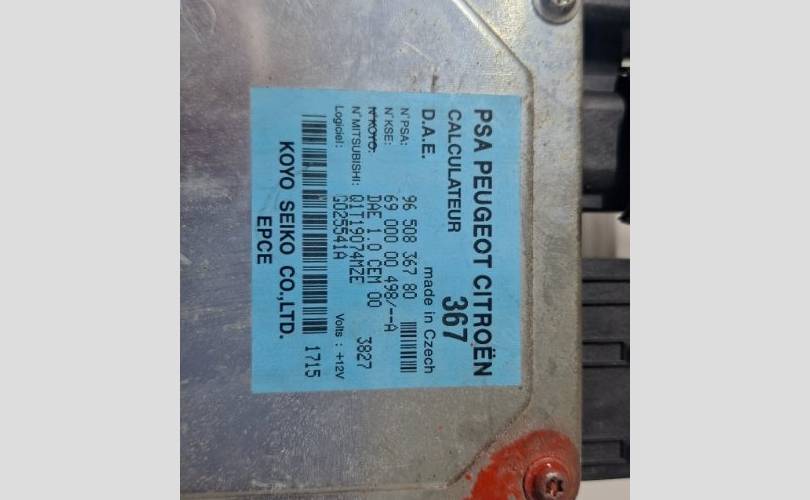 PSA PEUGEOT CITROËN
CALCULATEUR 367
D.A.E. made in Czech
N°PSA: 96 508 367 80
N°KSE: 69 000 00 498/--A
N°KOYO: DAE 1.0 CEM 00 3827
N°MITSUBISHI: Q1T19074MZE
Logiciel: G025541A Volts : +12V
1715
KOYO SEIKO CO.,LTD.
EPCE